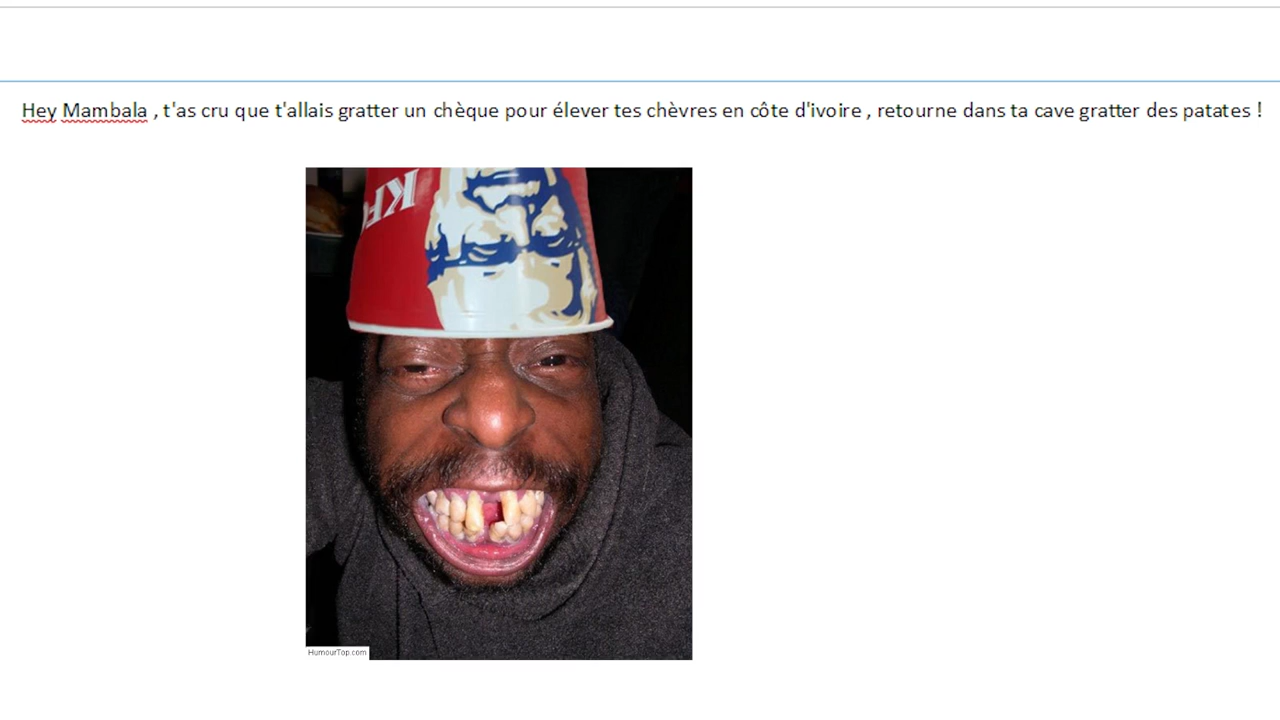 Hey Mambala , t'as cru que t'allais gratter un chèque pour élever tes chèvres en côte d'ivoire , retourne dans ta cave gratter des patates !
KFC
HumourTop.com